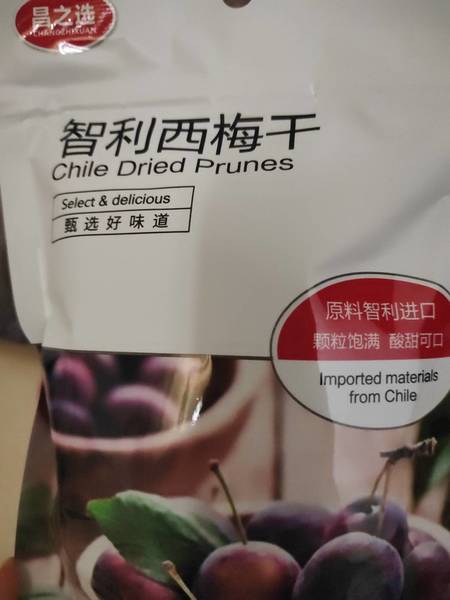 昌之选
CHANGZHIXUAN
智利西梅干
Chile Dried Prunes
Select & delicious
甄选好味道
原料智利进口
颗粒饱满 酸甜可口
Imported materials
from Chile